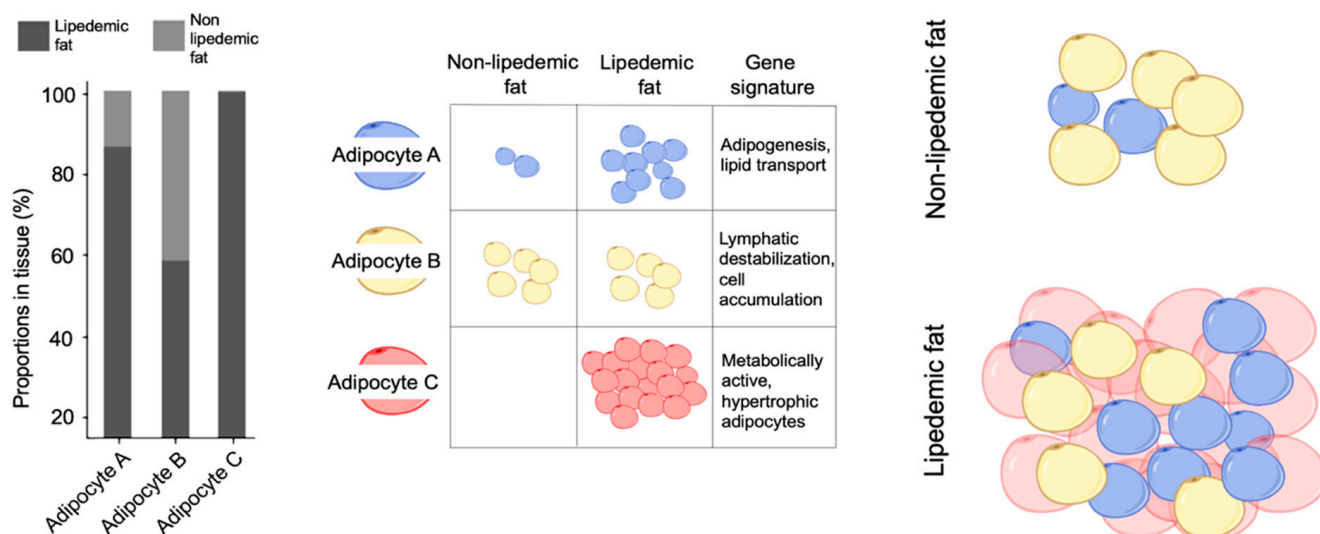 Lipedemic
fat
Non
lipedemic
fat
Proportions in tissue (%)
100
80
60
40
20
Adipocyte A
Adipocyte B
Adipocyte C
Non-lipedemic
fat
Lipedemic
fat
Gene
signature
Adipocyte A
Adipogenesis,
lipid transport
Adipocyte B
Lymphatic
destabilization,
cell
accumulation
Adipocyte C
Metabolically
active,
hypertrophic
adipocytes
Non-lipedemic fat
Lipedemic fat